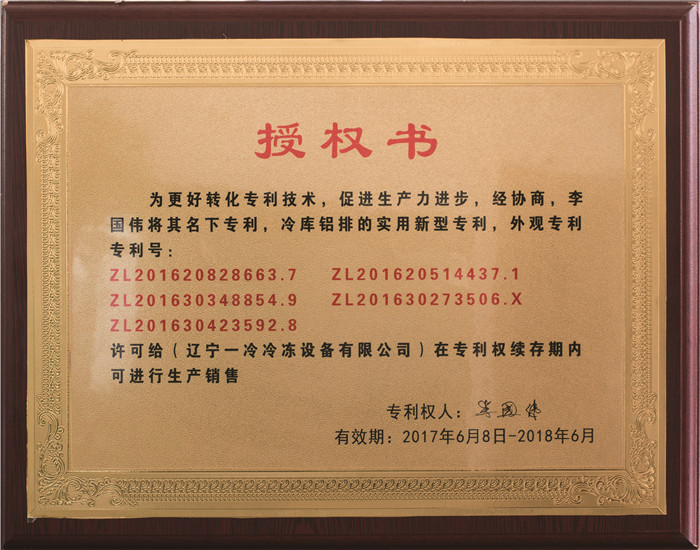 授权书
为更好转化专利技术，促进生产力进步，经协商，李
国伟将其名下专利，冷库铝排的实用新型专利，外观专利
专利号：
ZL201620828663.7 ZL201620514437.1
ZL201630348854.9 ZL201630273506.X
ZL201630423592.8
许可给（辽宁一冷冷冻设备有限公司）在专利权续存期内
可进行生产销售
专利权人：李国伟
有效期：2017年6月8日-2018年6月